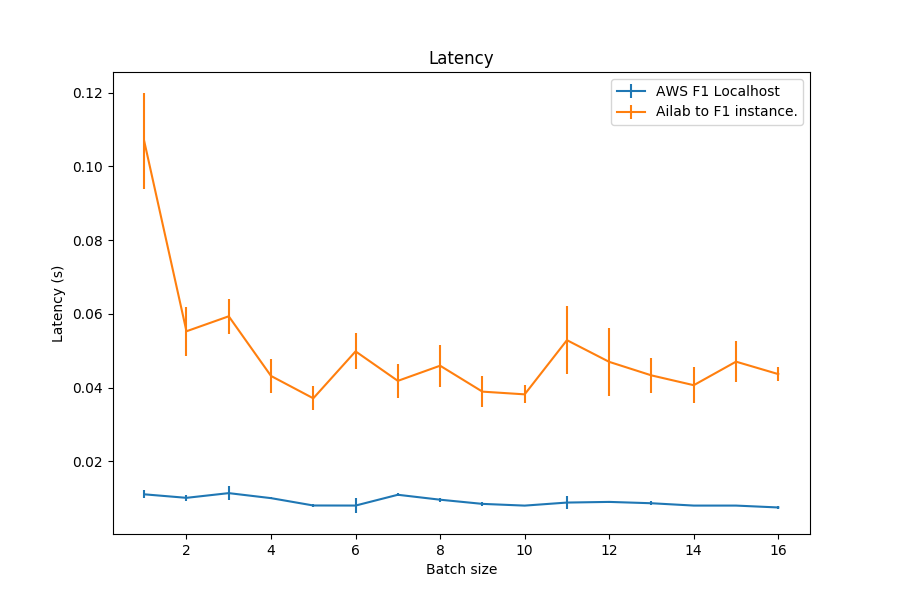 Latency
AWS F1 Localhost
Ailab to F1 instance.
0.12
0.10
0.08
0.06
0.04
0.02
Latency (s)
2 4 6 8 10 12 14 16
Batch size